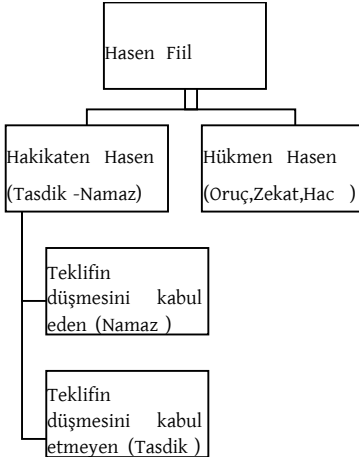 Hasen Fiil
Hakikaten Hasen
(Tasdik -Namaz)
Hükmen Hasen
(Oruç,Zekat,Hac )
Teklifin
düşmesini kabul
eden (Namaz )
Teklifin
düşmesini kabul
etmeyen (Tasdik )